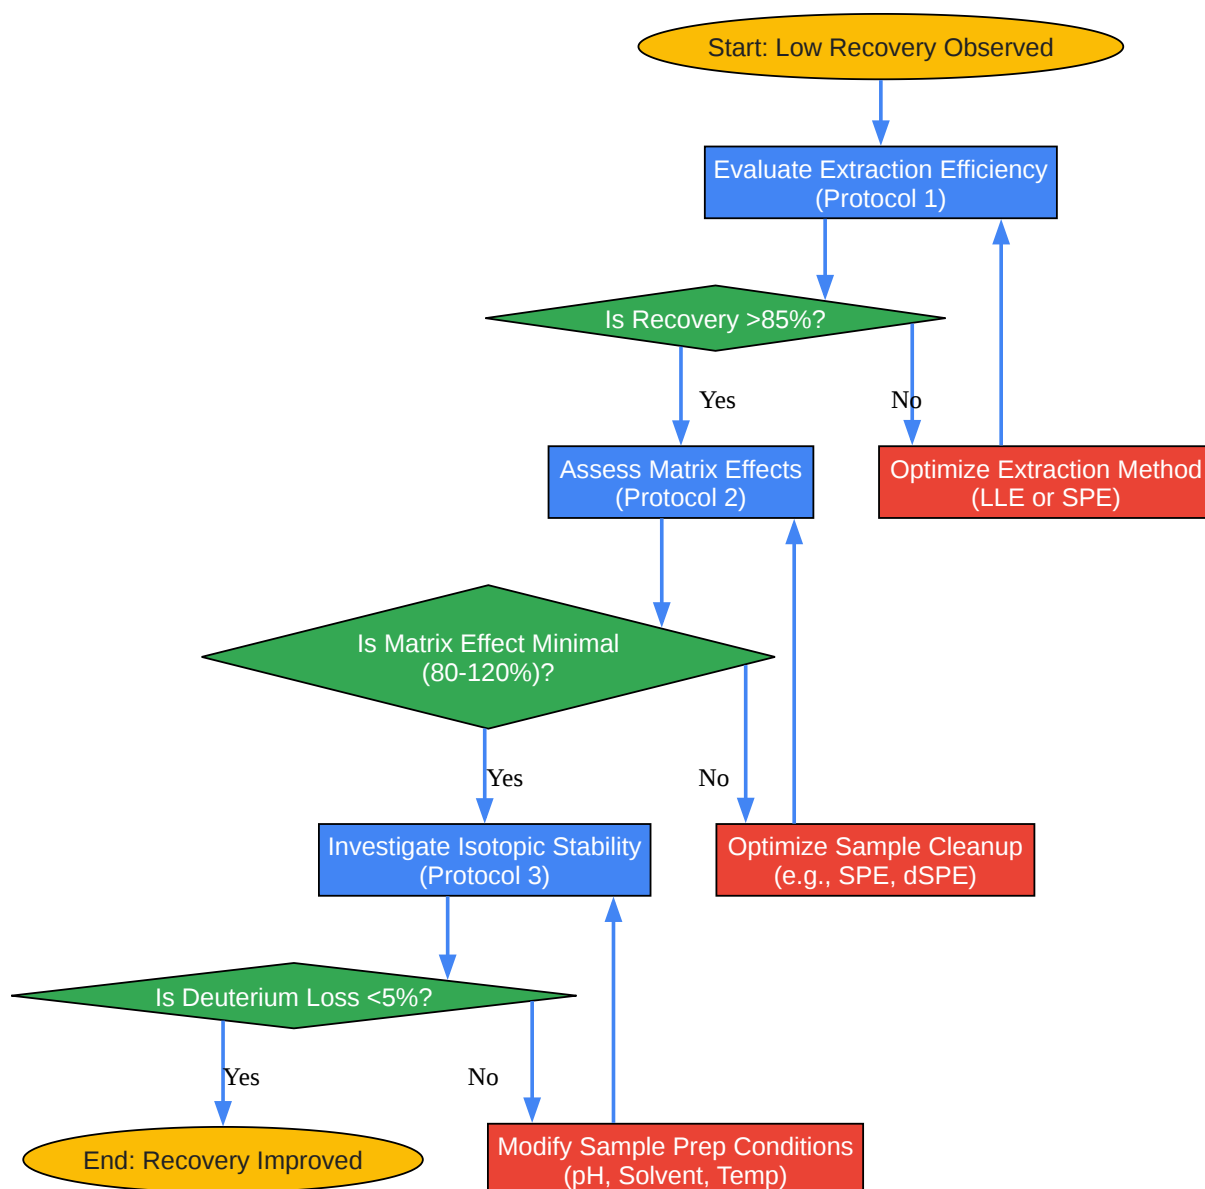 Start: Low Recovery Observed
Evaluate Extraction Efficiency
(Protocol 1)
Is Recovery >85%?
Yes
No
Assess Matrix Effects
(Protocol 2)
Optimize Extraction Method
(LLE or SPE)
Is Matrix Effect Minimal
(80-120%)?
Yes
No
Investigate Isotopic Stability
(Protocol 3)
Optimize Sample Cleanup
(e.g., SPE, dSPE)
Is Deuterium Loss <5%?
Yes
No
End: Recovery Improved
Modify Sample Prep Conditions
(pH, Solvent, Temp)